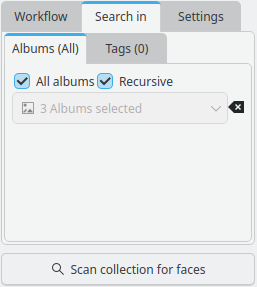 Workflow Search in Settings
Albums (All) Tags (0)
All albums Recursive
3 Albums selected
Scan collection for faces